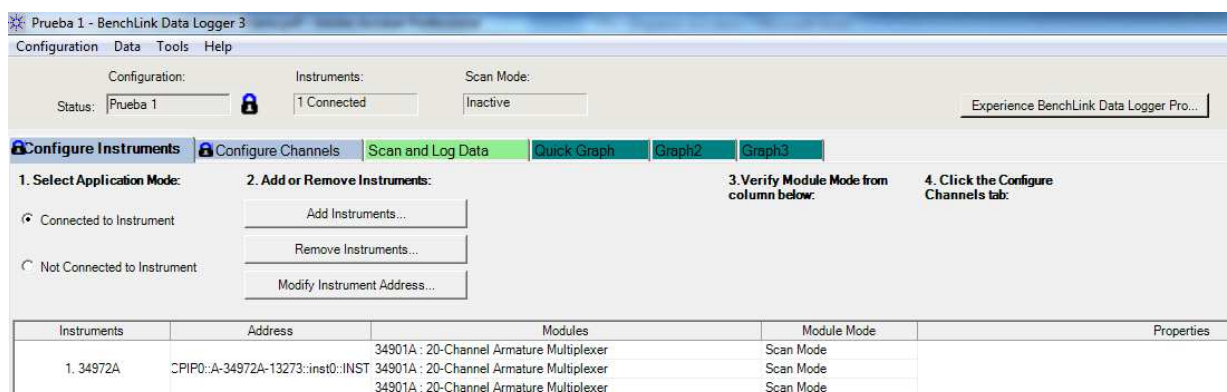 Prueba 1 - BenchLink Data Logger 3
Configuration Data Tools Help
Configuration: Instruments: Scan Mode:
Status: Prueba 1 1 Connected Inactive Experience BenchLink Data Logger Pro...
Configure Instruments Configure Channels Scan and Log Data Quick Graph Graph2 Graph3
1. Select Application Mode: 2. Add or Remove Instruments: 3.Verify Module Mode from column below: 4. Click the Configure Channels tab:
Connected to Instrument Add Instruments...
Remove Instruments...
Not Connected to Instrument
Modify Instrument Address...
Instruments Address Modules Module Mode Properties
34901A : 20-Channel Armature Multiplexer Scan Mode
1. 34972A CPIP0::A-34972A-13273::inst0::INST 34901A : 20-Channel Armature Multiplexer Scan Mode
34901A : 20-Channel Armature Multiplexer Scan Mode